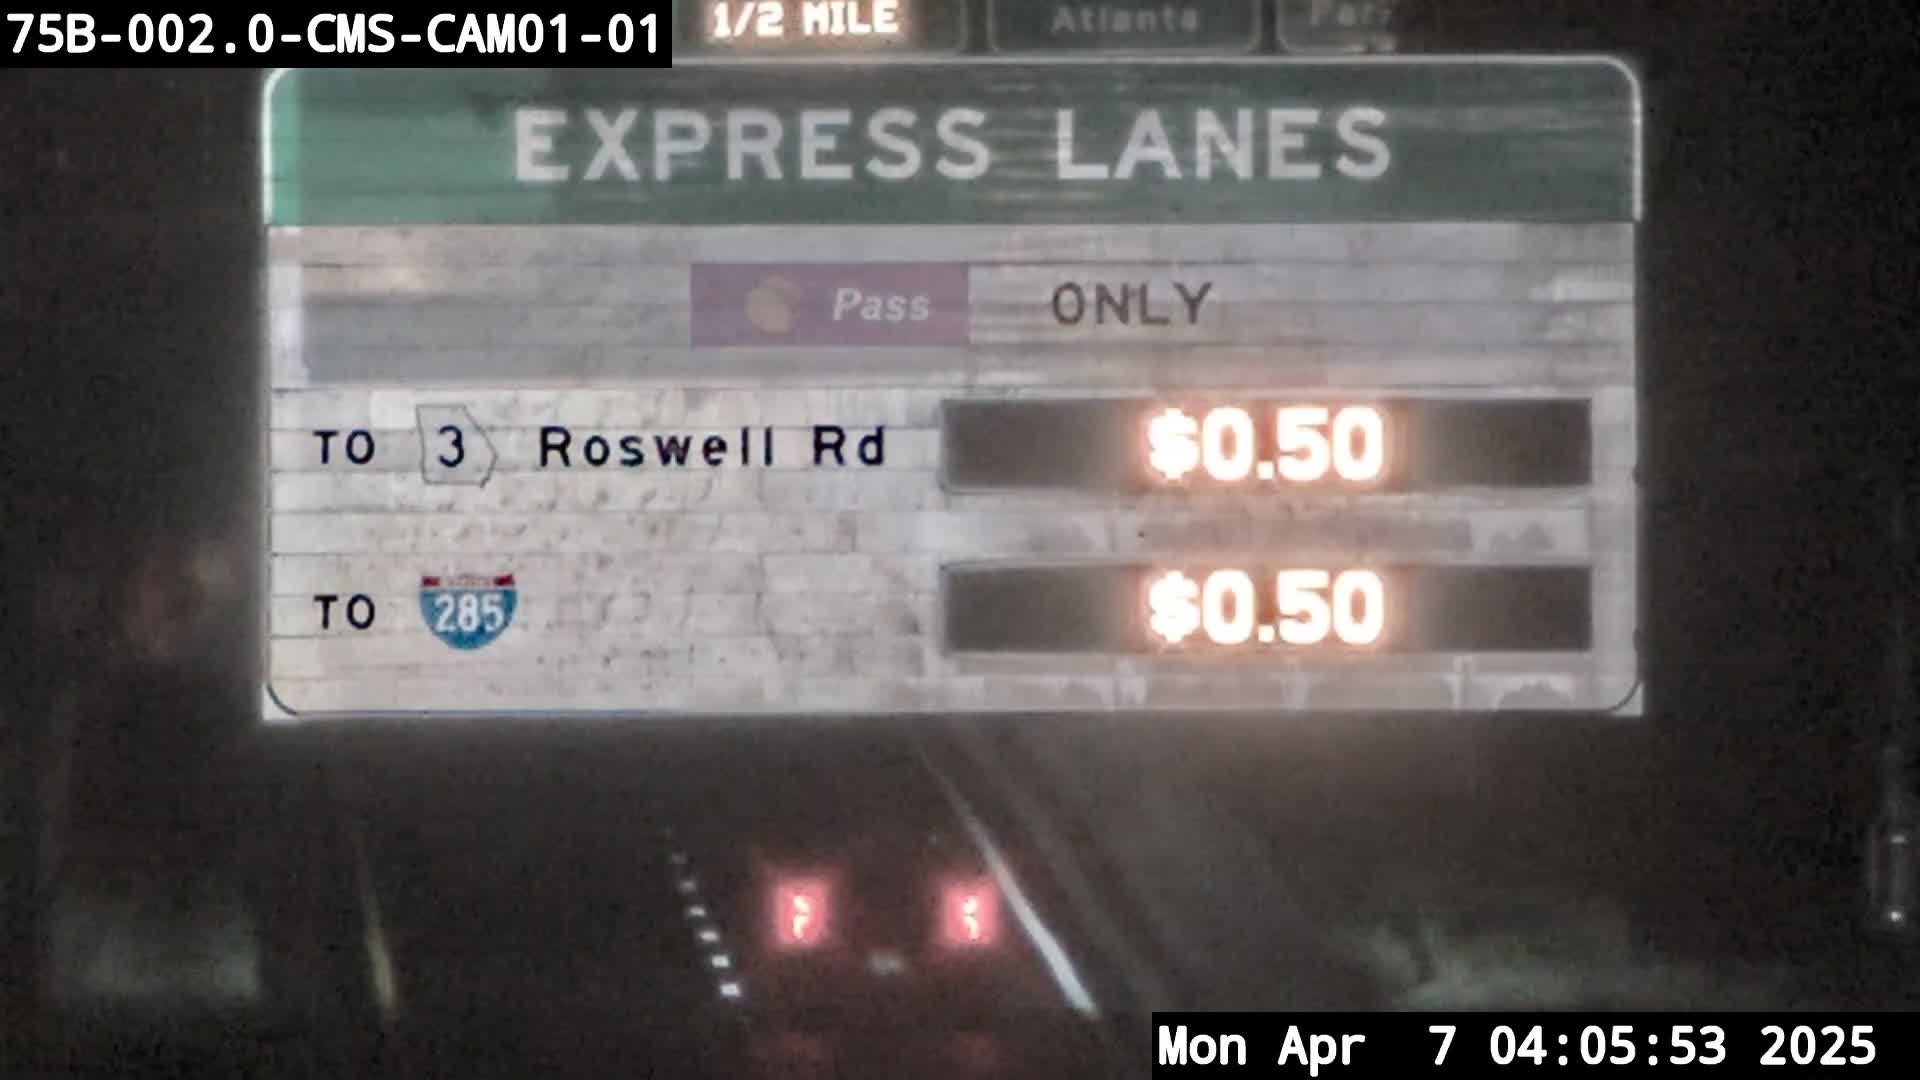 75B-002.0-CMS-CAM01-01
1/2 MILE
Atlanta
EXPRESS LANES
Pass ONLY
TO 3 Roswell Rd $0.50
TO 285 $0.50
Mon Apr 7 04:05:53 2025